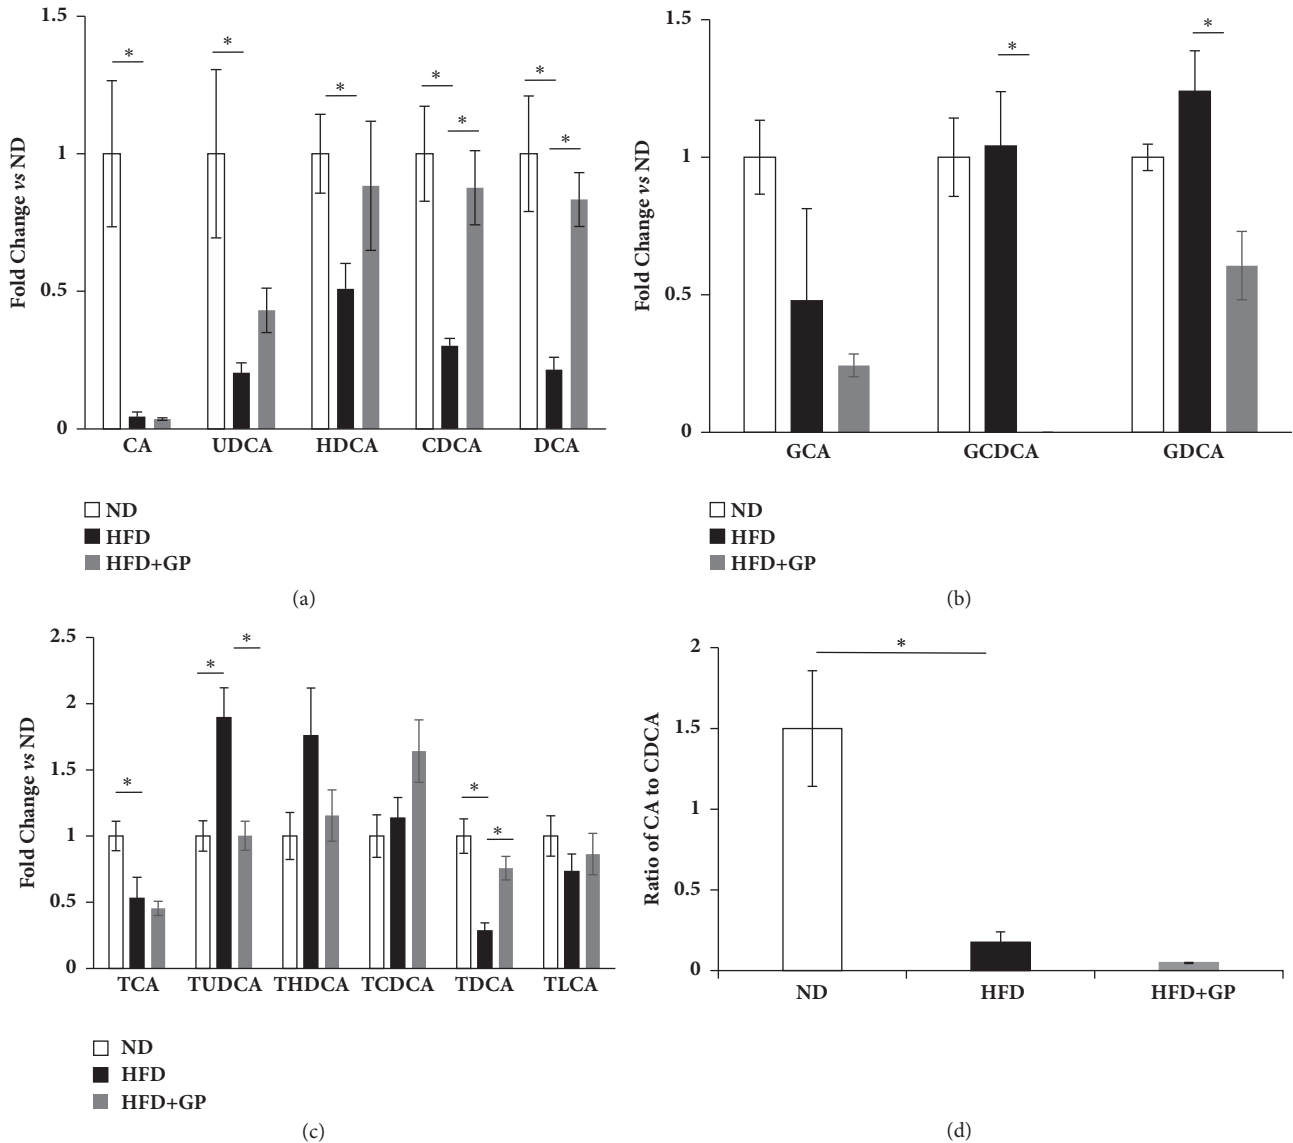 1.5
*
*
*
*
*
*
*
1
0.5
0
Fold Change vs ND
CA UDCA HDCA CDCA DCA
ND
HFD
HFD+GP
(a)
1.5
*
*
1
0.5
0
Fold Change vs ND
GCA GCDCA GDCA
ND
HFD
HFD+GP
(b)
2.5
*
*
2
1.5
*
*
*
1
0.5
0
Fold Change vs ND
TCA TUDCA THDCA TCDCA TDCA TLCA
ND
HFD
HFD+GP
(c)
2
*
1.5
1
0.5
0
Ratio of CA to CDCA
ND HFD HFD+GP
(d)